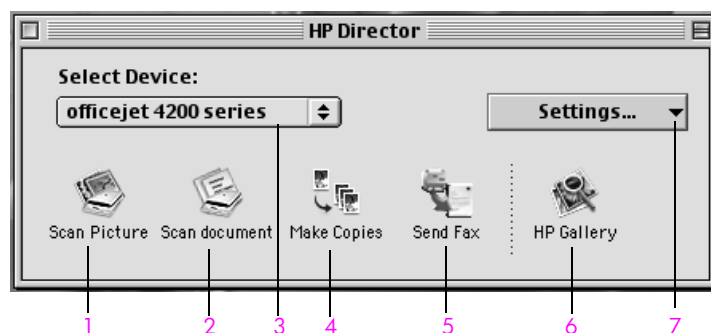 HP Director
Select Device:
officejet 4200 series
Settings...
Scan Picture Scan document Make Copies Send Fax HP Gallery
1 2 3 4 5 6 7